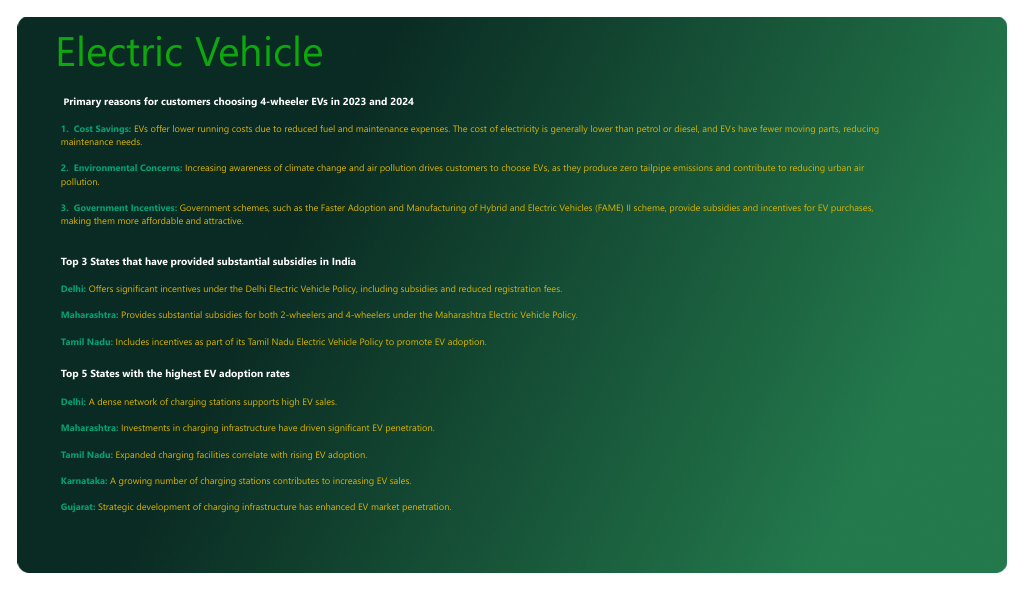 Electric Vehicle
Primary reasons for customers choosing 4-wheeler EVs in 2023 and 2024
1. Cost Savings: EVs offer lower running costs due to reduced fuel and maintenance expenses. The cost of electricity is generally lower than petrol or diesel, and EVs have fewer moving parts, reducing
maintenance needs.
2. Environmental Concerns: Increasing awareness of climate change and air pollution drives customers to choose EVs, as they produce zero tailpipe emissions and contribute to reducing urban air
pollution.
3. Government Incentives: Government schemes, such as the Faster Adoption and Manufacturing of Hybrid and Electric Vehicles (FAME) II scheme, provide subsidies and incentives for EV purchases,
making them more affordable and attractive.
Top 3 States that have provided substantial subsidies in India
Delhi: Offers significant incentives under the Delhi Electric Vehicle Policy, including subsidies and reduced registration fees.
Maharashtra: Provides substantial subsidies for both 2-wheelers and 4-wheelers under the Maharashtra Electric Vehicle Policy.
Tamil Nadu: Includes incentives as part of its Tamil Nadu Electric Vehicle Policy to promote EV adoption.
Top 5 States with the highest EV adoption rates
Delhi: A dense network of charging stations supports high EV sales.
Maharashtra: Investments in charging infrastructure have driven significant EV penetration.
Tamil Nadu: Expanded charging facilities correlate with rising EV adoption.
Karnataka: A growing number of charging stations contributes to increasing EV sales.
Gujarat: Strategic development of charging infrastructure has enhanced EV market penetration.